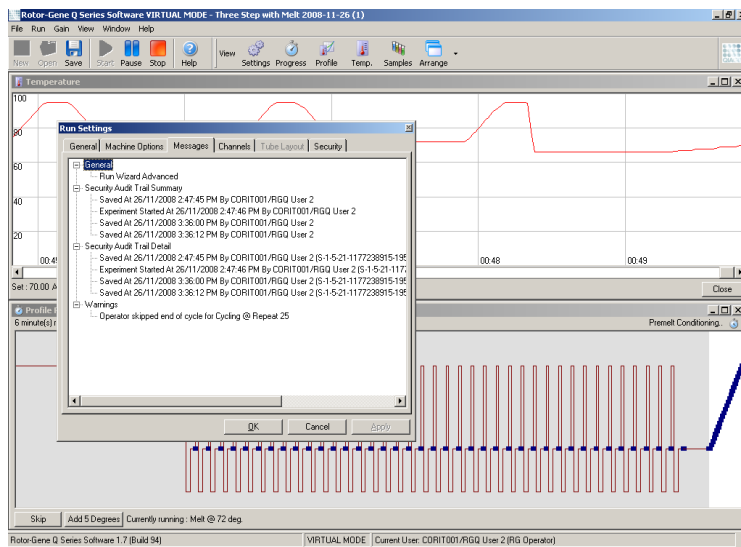 Rotor-Gene Q Series Software VIRTUAL MODE - Three Step with Melt 2008-11-26 (1)
File Run Gain View Window Help
New Open Save Start Pause Stop Help View Settings Progress Profile Temp. Samples Arrange
Temperature
100
80
60
40
20
00:48
00:49
Set : 70.00
Close
Run Settings
General Machine Options Messages Channels Tube Layout Security
General
Run Wizard Advanced
Security Audit Trail Summary
Saved At 26/11/2008 2:47:45 PM By CORIT001/RGQ User 2
Experiment Started At 26/11/2008 2:47:46 PM By CORIT001/RGQ User 2
Saved At 26/11/2008 3:36:00 PM By CORIT001/RGQ User 2
Saved At 26/11/2008 3:36:12 PM By CORIT001/RGQ User 2
Security Audit Trail Detail
Saved At 26/11/2008 2:47:45 PM By CORIT001/RGQ User 2 (S-1-5-21-1177238915-195
Experiment Started At 26/11/2008 2:47:46 PM By CORIT001/RGQ User 2 (S-1-5-21-117
Saved At 26/11/2008 3:36:00 PM By CORIT001/RGQ User 2 (S-1-5-21-1177238915-195
Saved At 26/11/2008 3:36:12 PM By CORIT001/RGQ User 2 (S-1-5-21-1177238915-195
Warnings
Operator skipped end of cycle for Cycling @ Repeat 25
OK Cancel Apply
Profile
6 minute(s)
Premelt Conditioning..
Skip Add 5 Degrees Currently running : Melt @ 72 deg.
Rotor-Gene Q Series Software 1.7 (Build 94) VIRTUAL MODE Current User: CORIT001/RGQ User 2 (RG Operator)